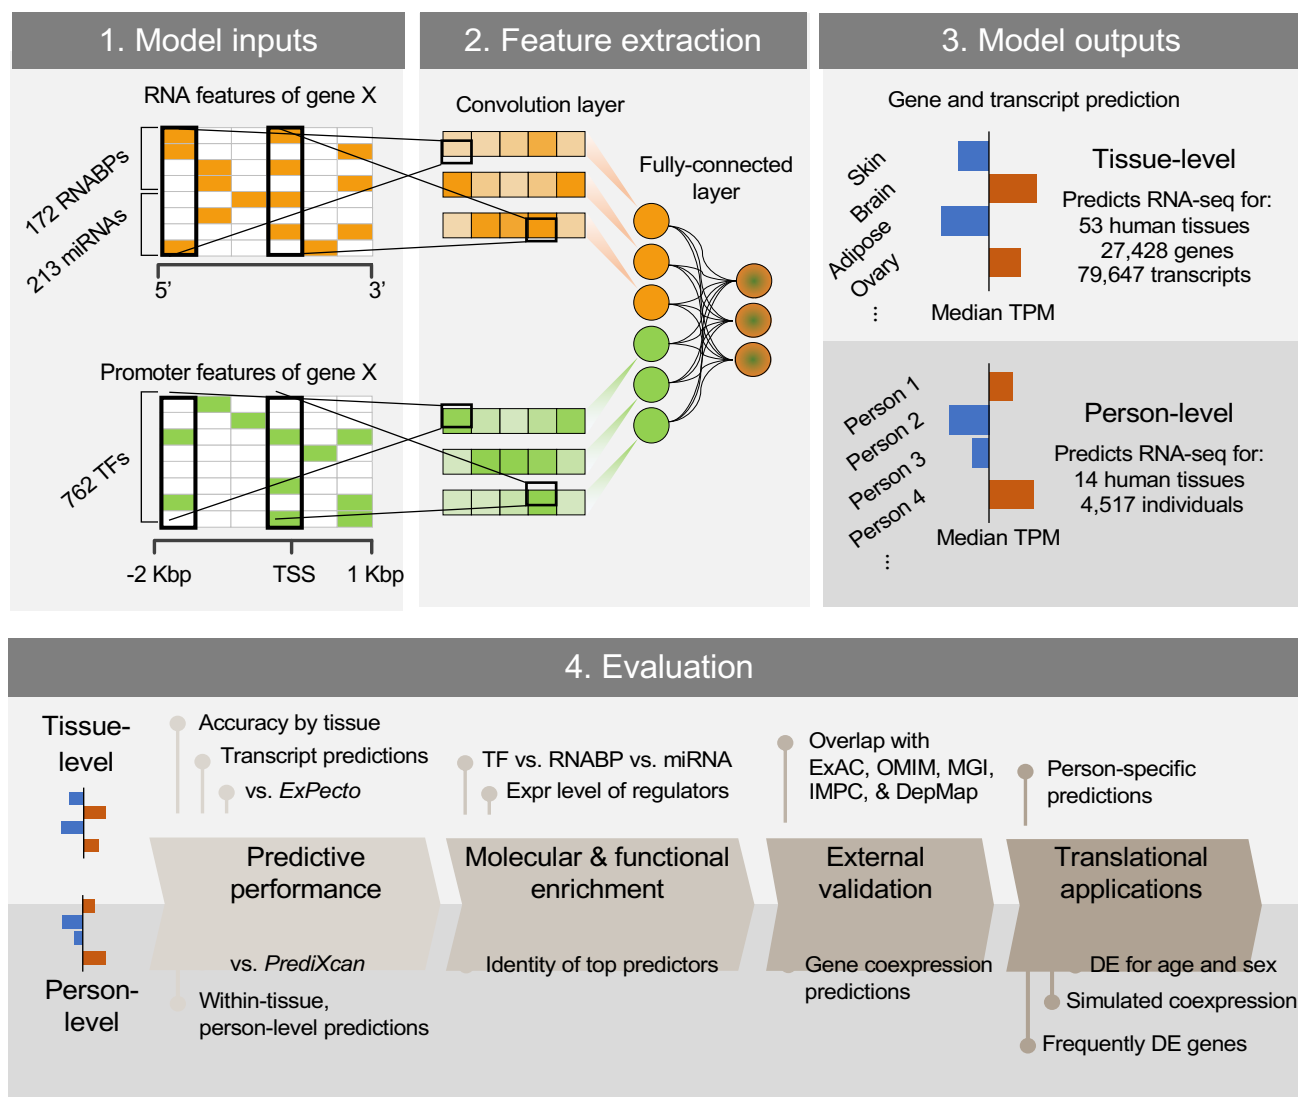 1. Model inputs
RNA features of gene X
172 RNABPs
213 miRNAs
5’
3’
Promoter features of gene X
762 TFs
-2 Kbp
TSS
1 Kbp
2. Feature extraction
Convolution layer
Fully-connected
layer
3. Model outputs
Gene and transcript prediction
Skin
Brain
Adipose
Ovary
...
Median TPM
Tissue-level
Predicts RNA-seq for:
53 human tissues
27,428 genes
79,647 transcripts
Person 1
Person 2
Person 3
Person 4
...
Median TPM
Person-level
Predicts RNA-seq for:
14 human tissues
4,517 individuals
4. Evaluation
Tissue-
level
Person-
level
Accuracy by tissue
Transcript predictions
vs. ExPecto
Predictive
performance
vs. PrediXcan
Within-tissue,
person-level predictions
TF vs. RNABP vs. miRNA
Expr level of regulators
Molecular & functional
enrichment
Identity of top predictors
Overlap with
ExAC, OMIM, MGI,
IMPC, & DepMap
External
validation
Gene coexpression
predictions
Person-specific
predictions
Translational
applications
DE for age and sex
Simulated coexpression
Frequently DE genes